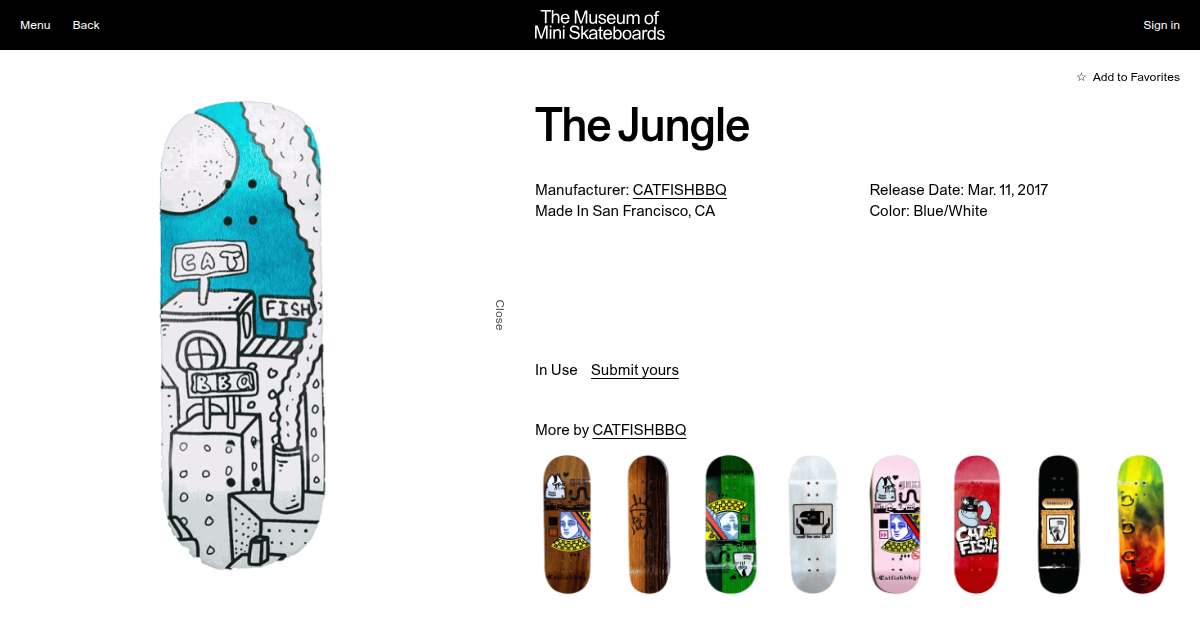 Menu
Back
The Museum of
Mini Skateboards
Sign in
☆ Add to Favorites
The Jungle
Manufacturer: CATFISHBBQ
Made In San Francisco, CA
Release Date: Mar. 11, 2017
Color: Blue/White
CAT
FISH
BBQ
Close
In Use Submit yours
More by CATFISHBBQ
CAT
FISH!